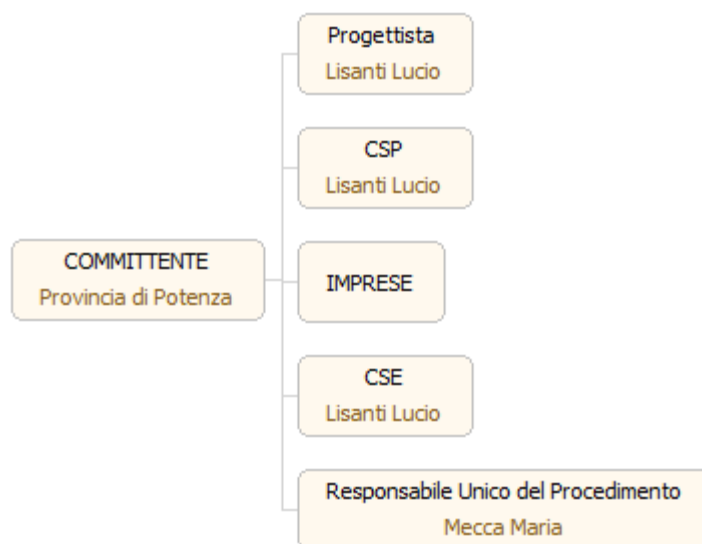 Progettista
Lisanti Lucio
CSP
Lisanti Lucio
COMMITTENTE
Provincia di Potenza
IMPRESE
CSE
Lisanti Lucio
Responsabile Unico del Procedimento
Mecca Maria